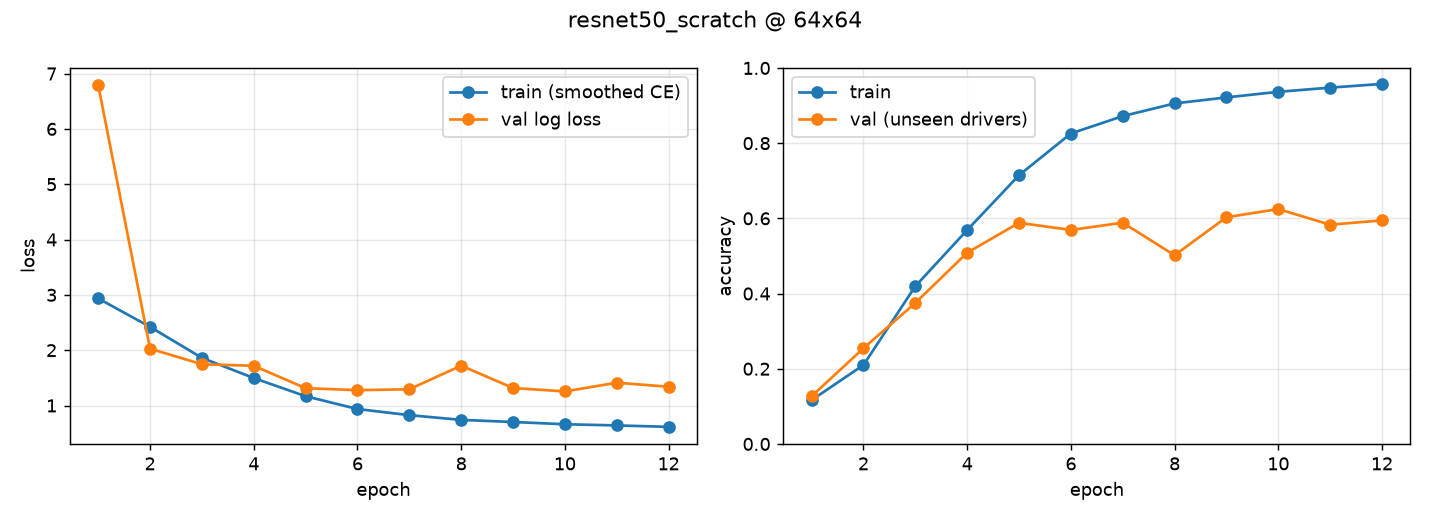 resnet50_scratch @ 64x64
7
6
5
4
3
2
1
loss
train (smoothed CE)
val log loss
2 4 6 8 10 12
epoch
1.0
0.8
0.6
0.4
0.2
0.0
accuracy
train
val (unseen drivers)
2 4 6 8 10 12
epoch